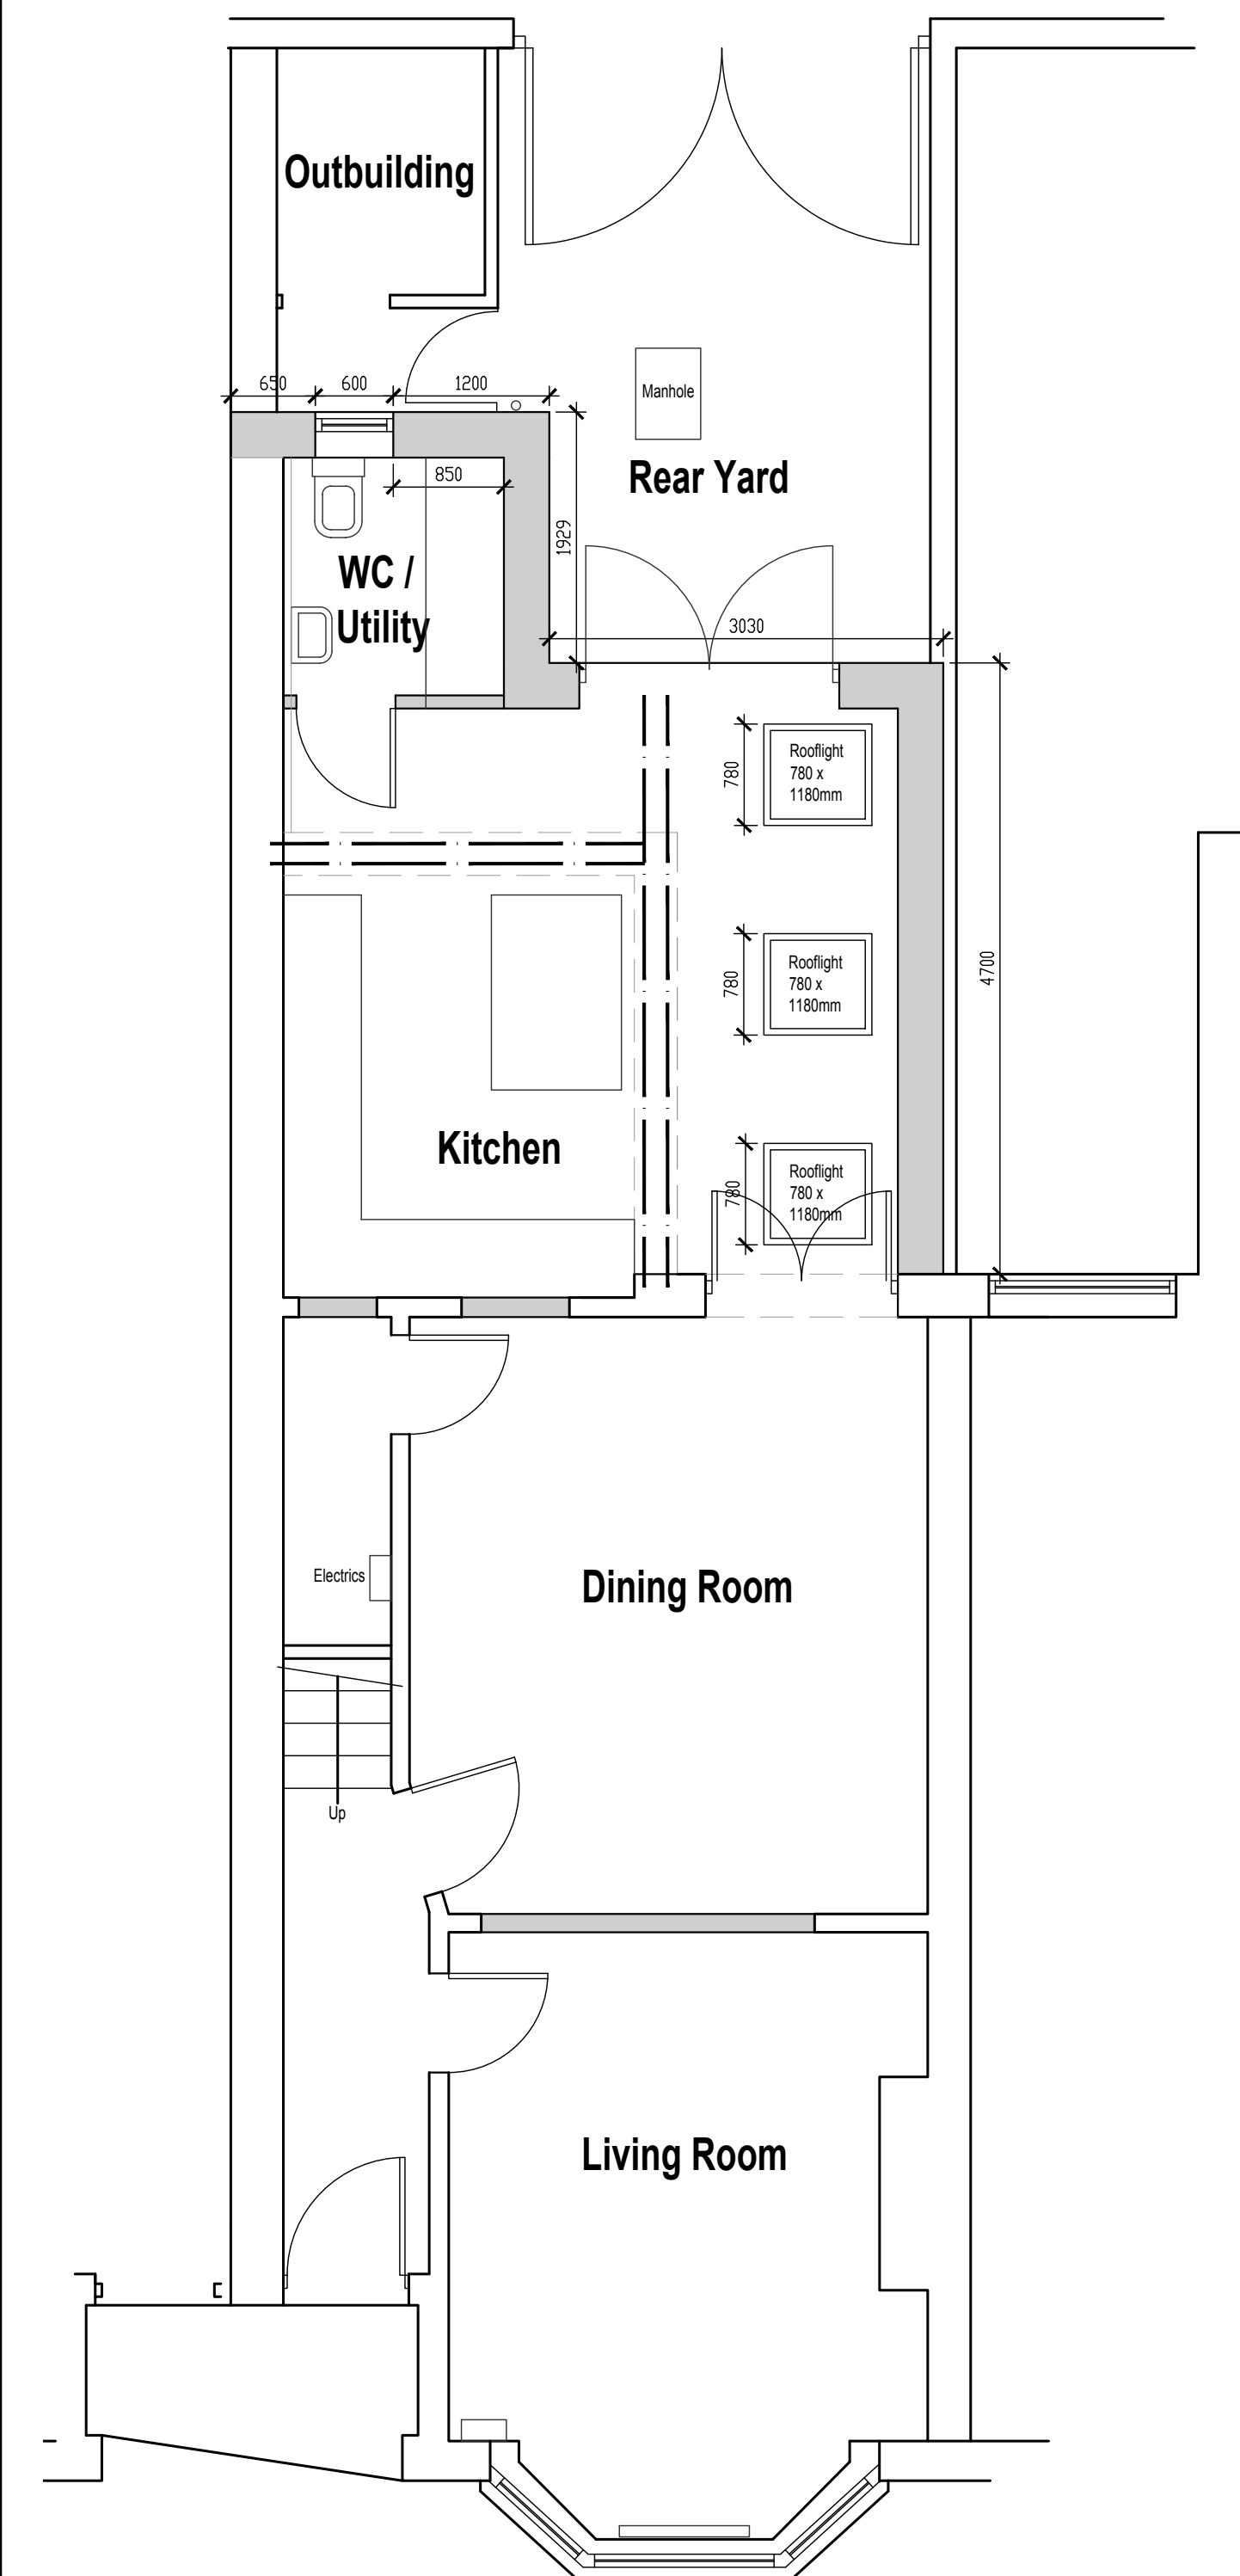 Outbuilding
650
600
1200
Manhole
850
Rear Yard
1929
WC /
Utility
3030
780
Rooflight
780 x
1180mm
4700
780
Rooflight
780 x
1180mm
Kitchen
780
Rooflight
780 x
1180mm
Electrics
Dining Room
Up
Living Room